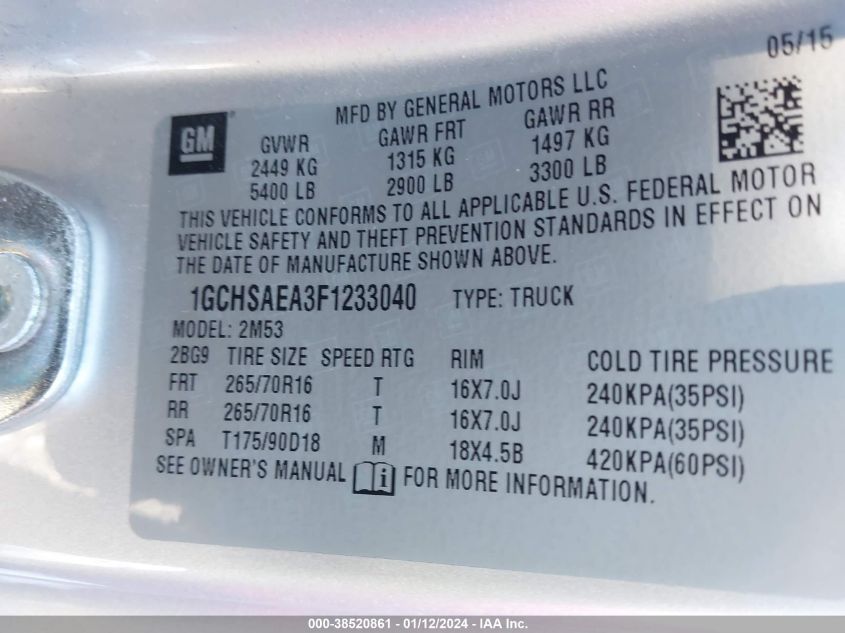 05/15
MFD BY GENERAL MOTORS LLC
GM
GVWR GAWR FRT GAWR RR
2449 KG 1315 KG 1497 KG
5400 LB 2900 LB 3300 LB
THIS VEHICLE CONFORMS TO ALL APPLICABLE U.S. FEDERAL MOTOR
VEHICLE SAFETY AND THEFT PREVENTION STANDARDS IN EFFECT ON
THE DATE OF MANUFACTURE SHOWN ABOVE.
1GCHSAEA3F1233040 TYPE: TRUCK
MODEL: 2M53
2BG9 TIRE SIZE SPEED RTG RIM COLD TIRE PRESSURE
FRT 265/70R16 T 16X7.0J 240KPA(35PSI)
RR 265/70R16 T 16X7.0J 240KPA(35PSI)
SPA T175/90D18 M 18X4.5B 420KPA(60PSI)
SEE OWNER'S MANUAL i FOR MORE INFORMATION.
000-38520861 - 01/12/2024 - IAA Inc.